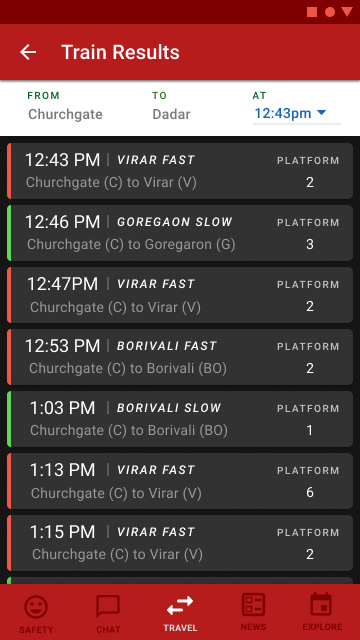 Train Results
FROM TO AT
Churchgate Dadar 12:43pm
12:43 PM | VIRAR FAST PLATFORM
Churchgate (C) to Virar (V) 2
12:46 PM | GOREGAON SLOW PLATFORM
Churchgate (C) to Goregaron (G) 3
12:47PM | VIRAR FAST PLATFORM
Churchgate (C) to Virar (V) 2
12:53 PM | BORIVALI FAST PLATFORM
Churchgate (C) to Borivali (BO) 2
1:03 PM | BORIVALI SLOW PLATFORM
Churchgate (C) to Borivali (BO) 1
1:13 PM | VIRAR FAST PLATFORM
Churchgate (C) to Virar (V) 6
1:15 PM | VIRAR FAST PLATFORM
Churchgate (C) to Virar (V) 2
SAFETY CHAT TRAVEL NEWS EXPLORE